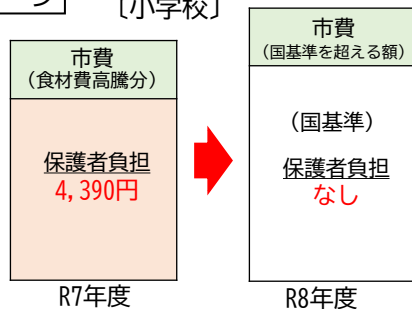 〔小学校〕
市費
（食材費高騰分）
保護者負担
4,390円
R7年度
市費
（国基準を超える額）
（国基準）
保護者負担
なし
R8年度